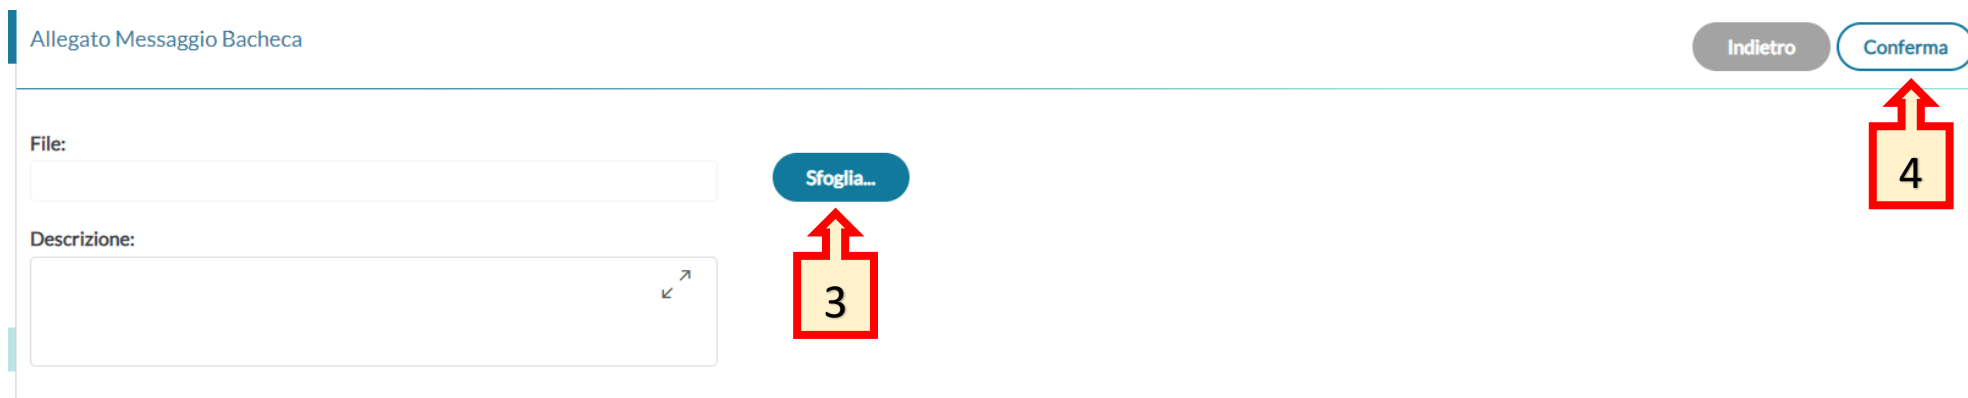 Allegato Messaggio Bacheca
Indietro
Conferma
File:
Sfoglia...
4
Descrizione:
3